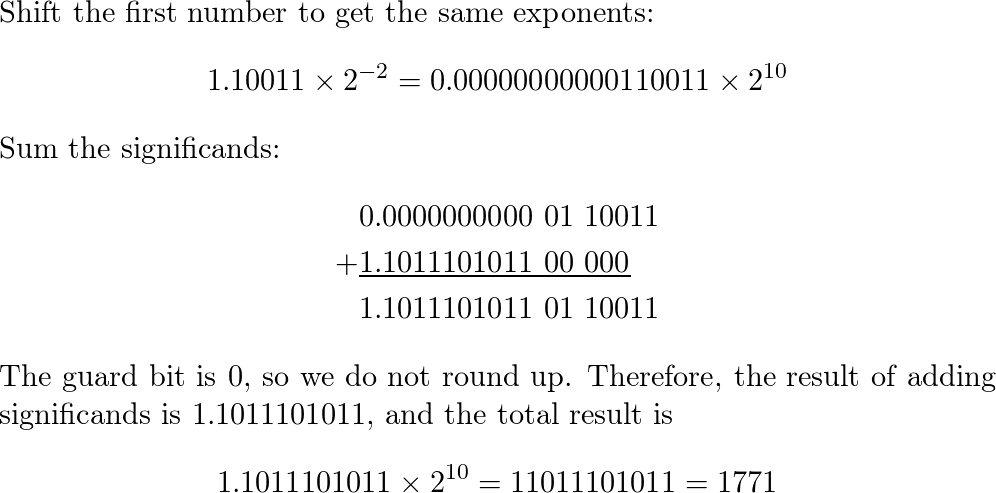 Shift the first number to get the same exponents:
1.10011 × 2^{−2} = 0.00000000000110011 × 2^{10}
Sum the significands:
0.0000000000 01 10011
+1.1011101011 00 000
1.1011101011 01 10011
The guard bit is 0, so we do not round up. Therefore, the result of adding
significands is 1.1011101011, and the total result is
1.1011101011 × 2^{10} = 11011101011 = 1771